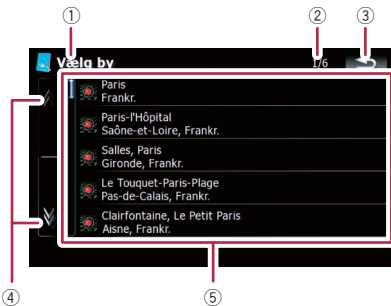 ① ② ③
Vælg by 1/6
Paris
Frankr.
Paris-l'Hôpital
Saône-et-Loire, Frankr.
Salles, Paris
Gironde, Frankr.
Le Touquet-Paris-Plage
Pas-de-Calais, Frankr.
Clairfontaine, Le Petit Paris
Aisne, Frankr.
④ ⑤